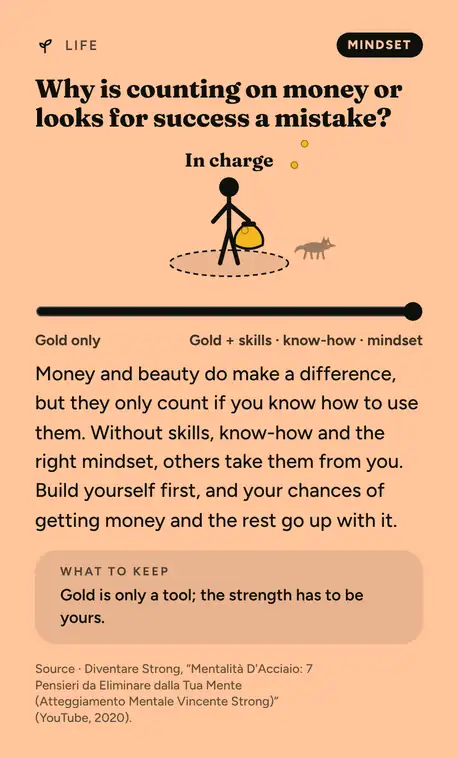 LIFE
MINDSET
Why is counting on money or
looks for success a mistake?
In charge
Gold only
Gold + skills · know-how · mindset
Money and beauty do make a difference,
but they only count if you know how to use
them. Without skills, know-how and the
right mindset, others take them from you.
Build yourself first, and your chances of
getting money and the rest go up with it.
WHAT TO KEEP
Gold is only a tool; the strength has to be
yours.
Source · Diventare Strong, “Mentalità D'Acciaio: 7
Pensieri da Eliminare dalla Tua Mente
(Atteggiamento Mentale Vincente Strong)”
(YouTube, 2020).